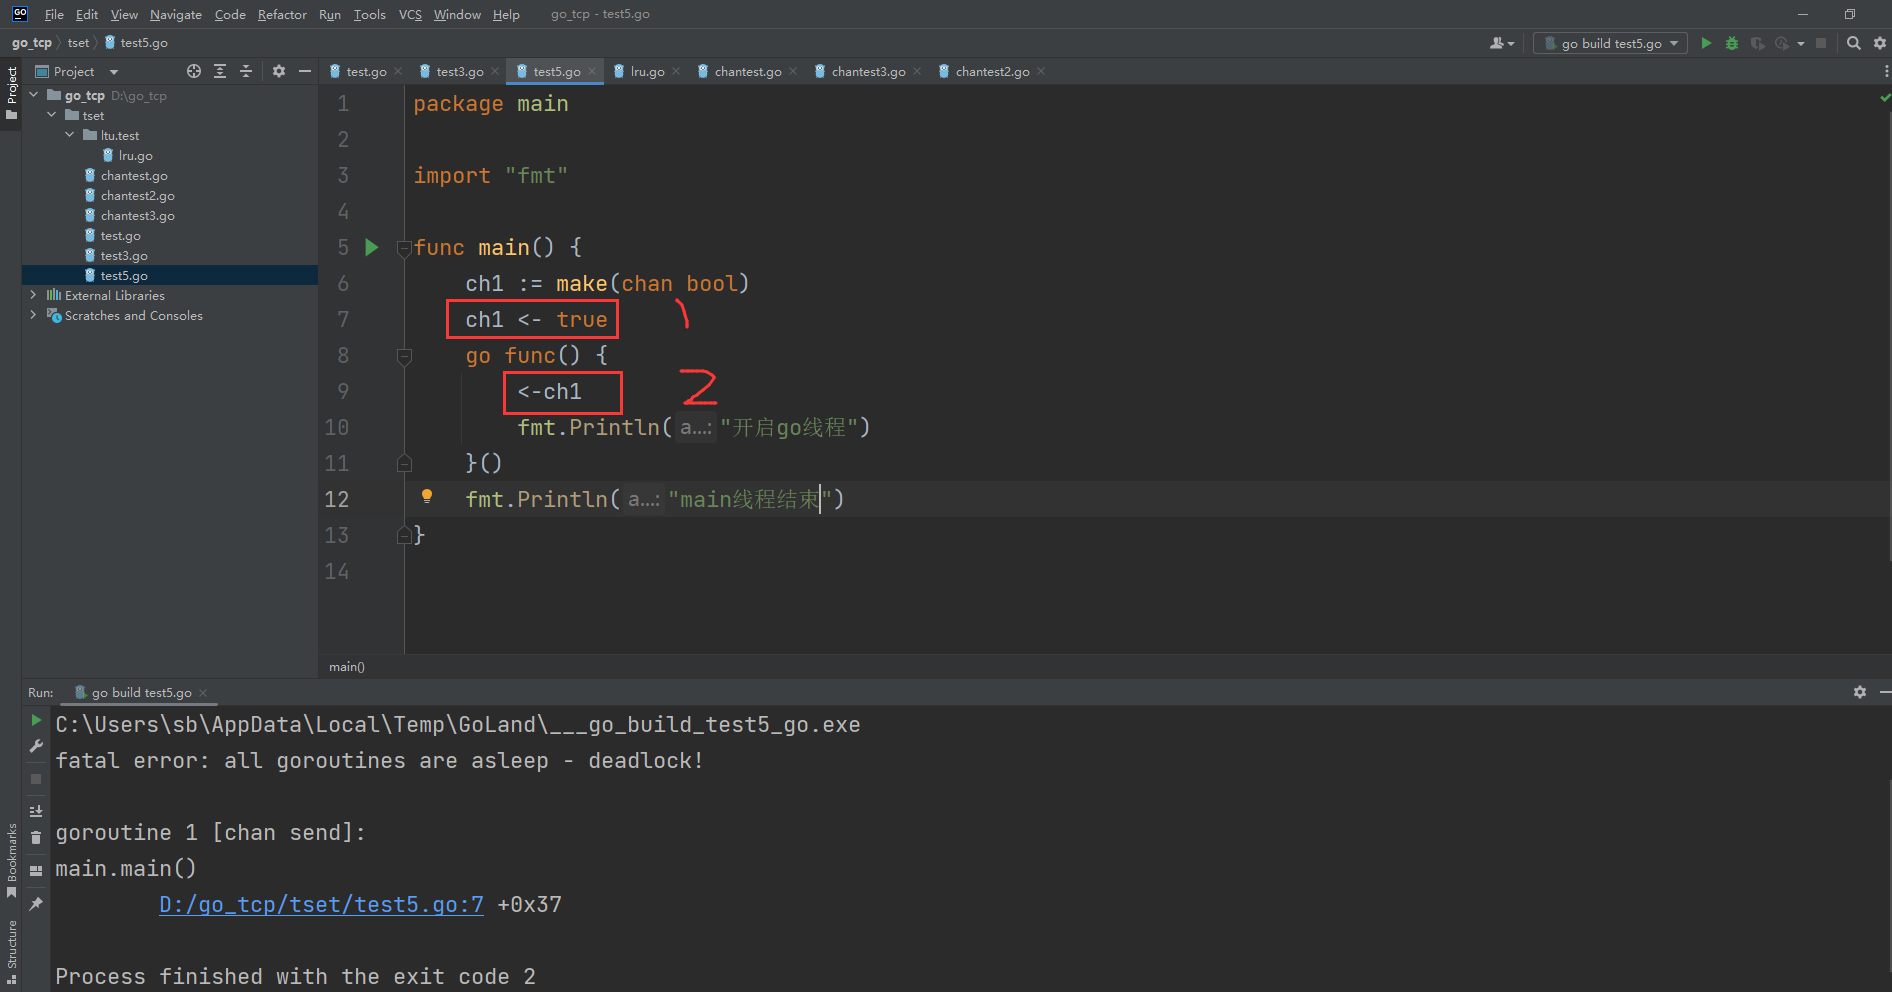 GO File Edit View Navigate Code Refactor Run Tools VCS Window Help go_tcp - test5.go
go_tcp tset test5.go
go build test5.go
Project
Project
test.go test3.go test5.go lru.go chantest.go chantest3.go chantest2.go
go_tcp D:\go_tcp
tset
ltu.test
lru.go
chantest.go
chantest2.go
chantest3.go
test.go
test3.go
test5.go
External Libraries
Scratches and Consoles
1 package main
2
3 import "fmt"
4
5 func main() {
6 ch1 := make(chan bool)
7 ch1 <- true 1
8 go func() {
9 <-ch1 2
10 fmt.Println( a...: "开启go线程")
11 }()
12 fmt.Println( a...: "main线程结束")
13 }
14
main()
Run: go build test5.go
C:\Users\sb\AppData\Local\Temp\GoLand\___go_build_test5_go.exe
fatal error: all goroutines are asleep - deadlock!
goroutine 1 [chan send]:
main.main()
D:/go_tcp/tset/test5.go:7 +0x37
Process finished with the exit code 2
Bookmarks
Structure